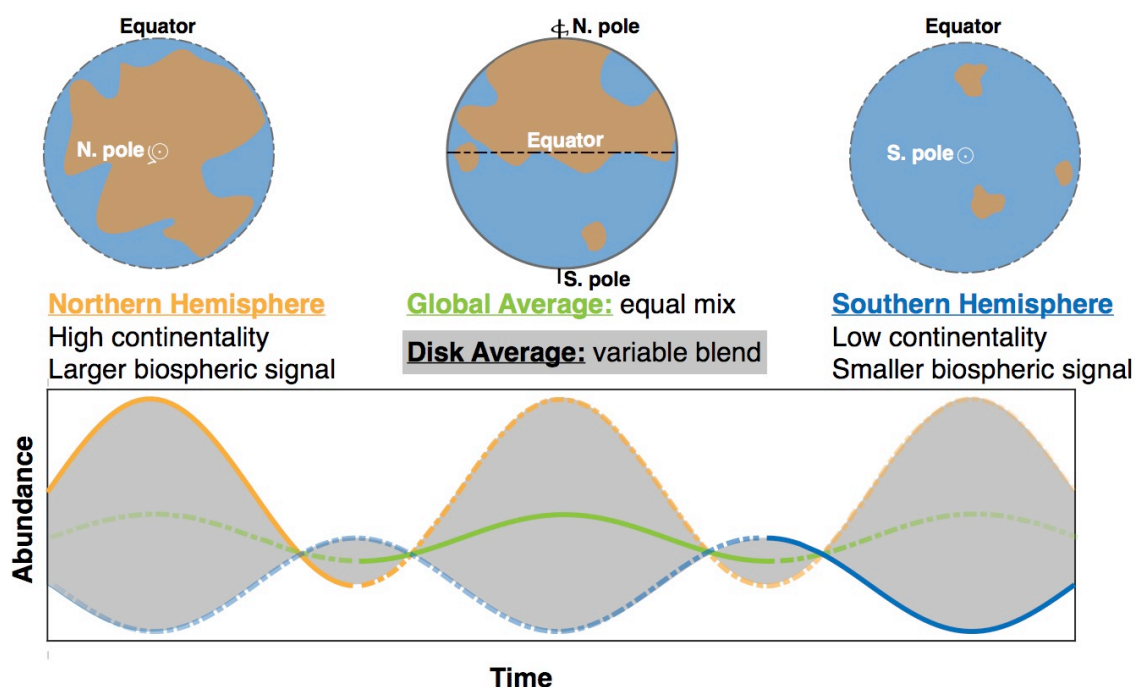 Equator
N. pole
N. pole
Equator
S. pole
Equator
S. pole
Northern Hemisphere
High continentality
Larger biospheric signal
Global Average: equal mix
Disk Average: variable blend
Southern Hemisphere
Low continentality
Smaller biospheric signal
Abundance
Time